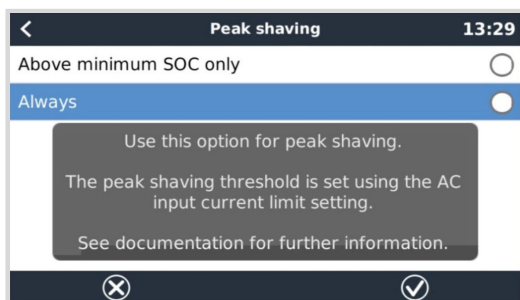 Peak shaving 13:29
Above minimum SOC only
Always
Use this option for peak shaving.
The peak shaving threshold is set using the AC
input current limit setting.
See documentation for further information.